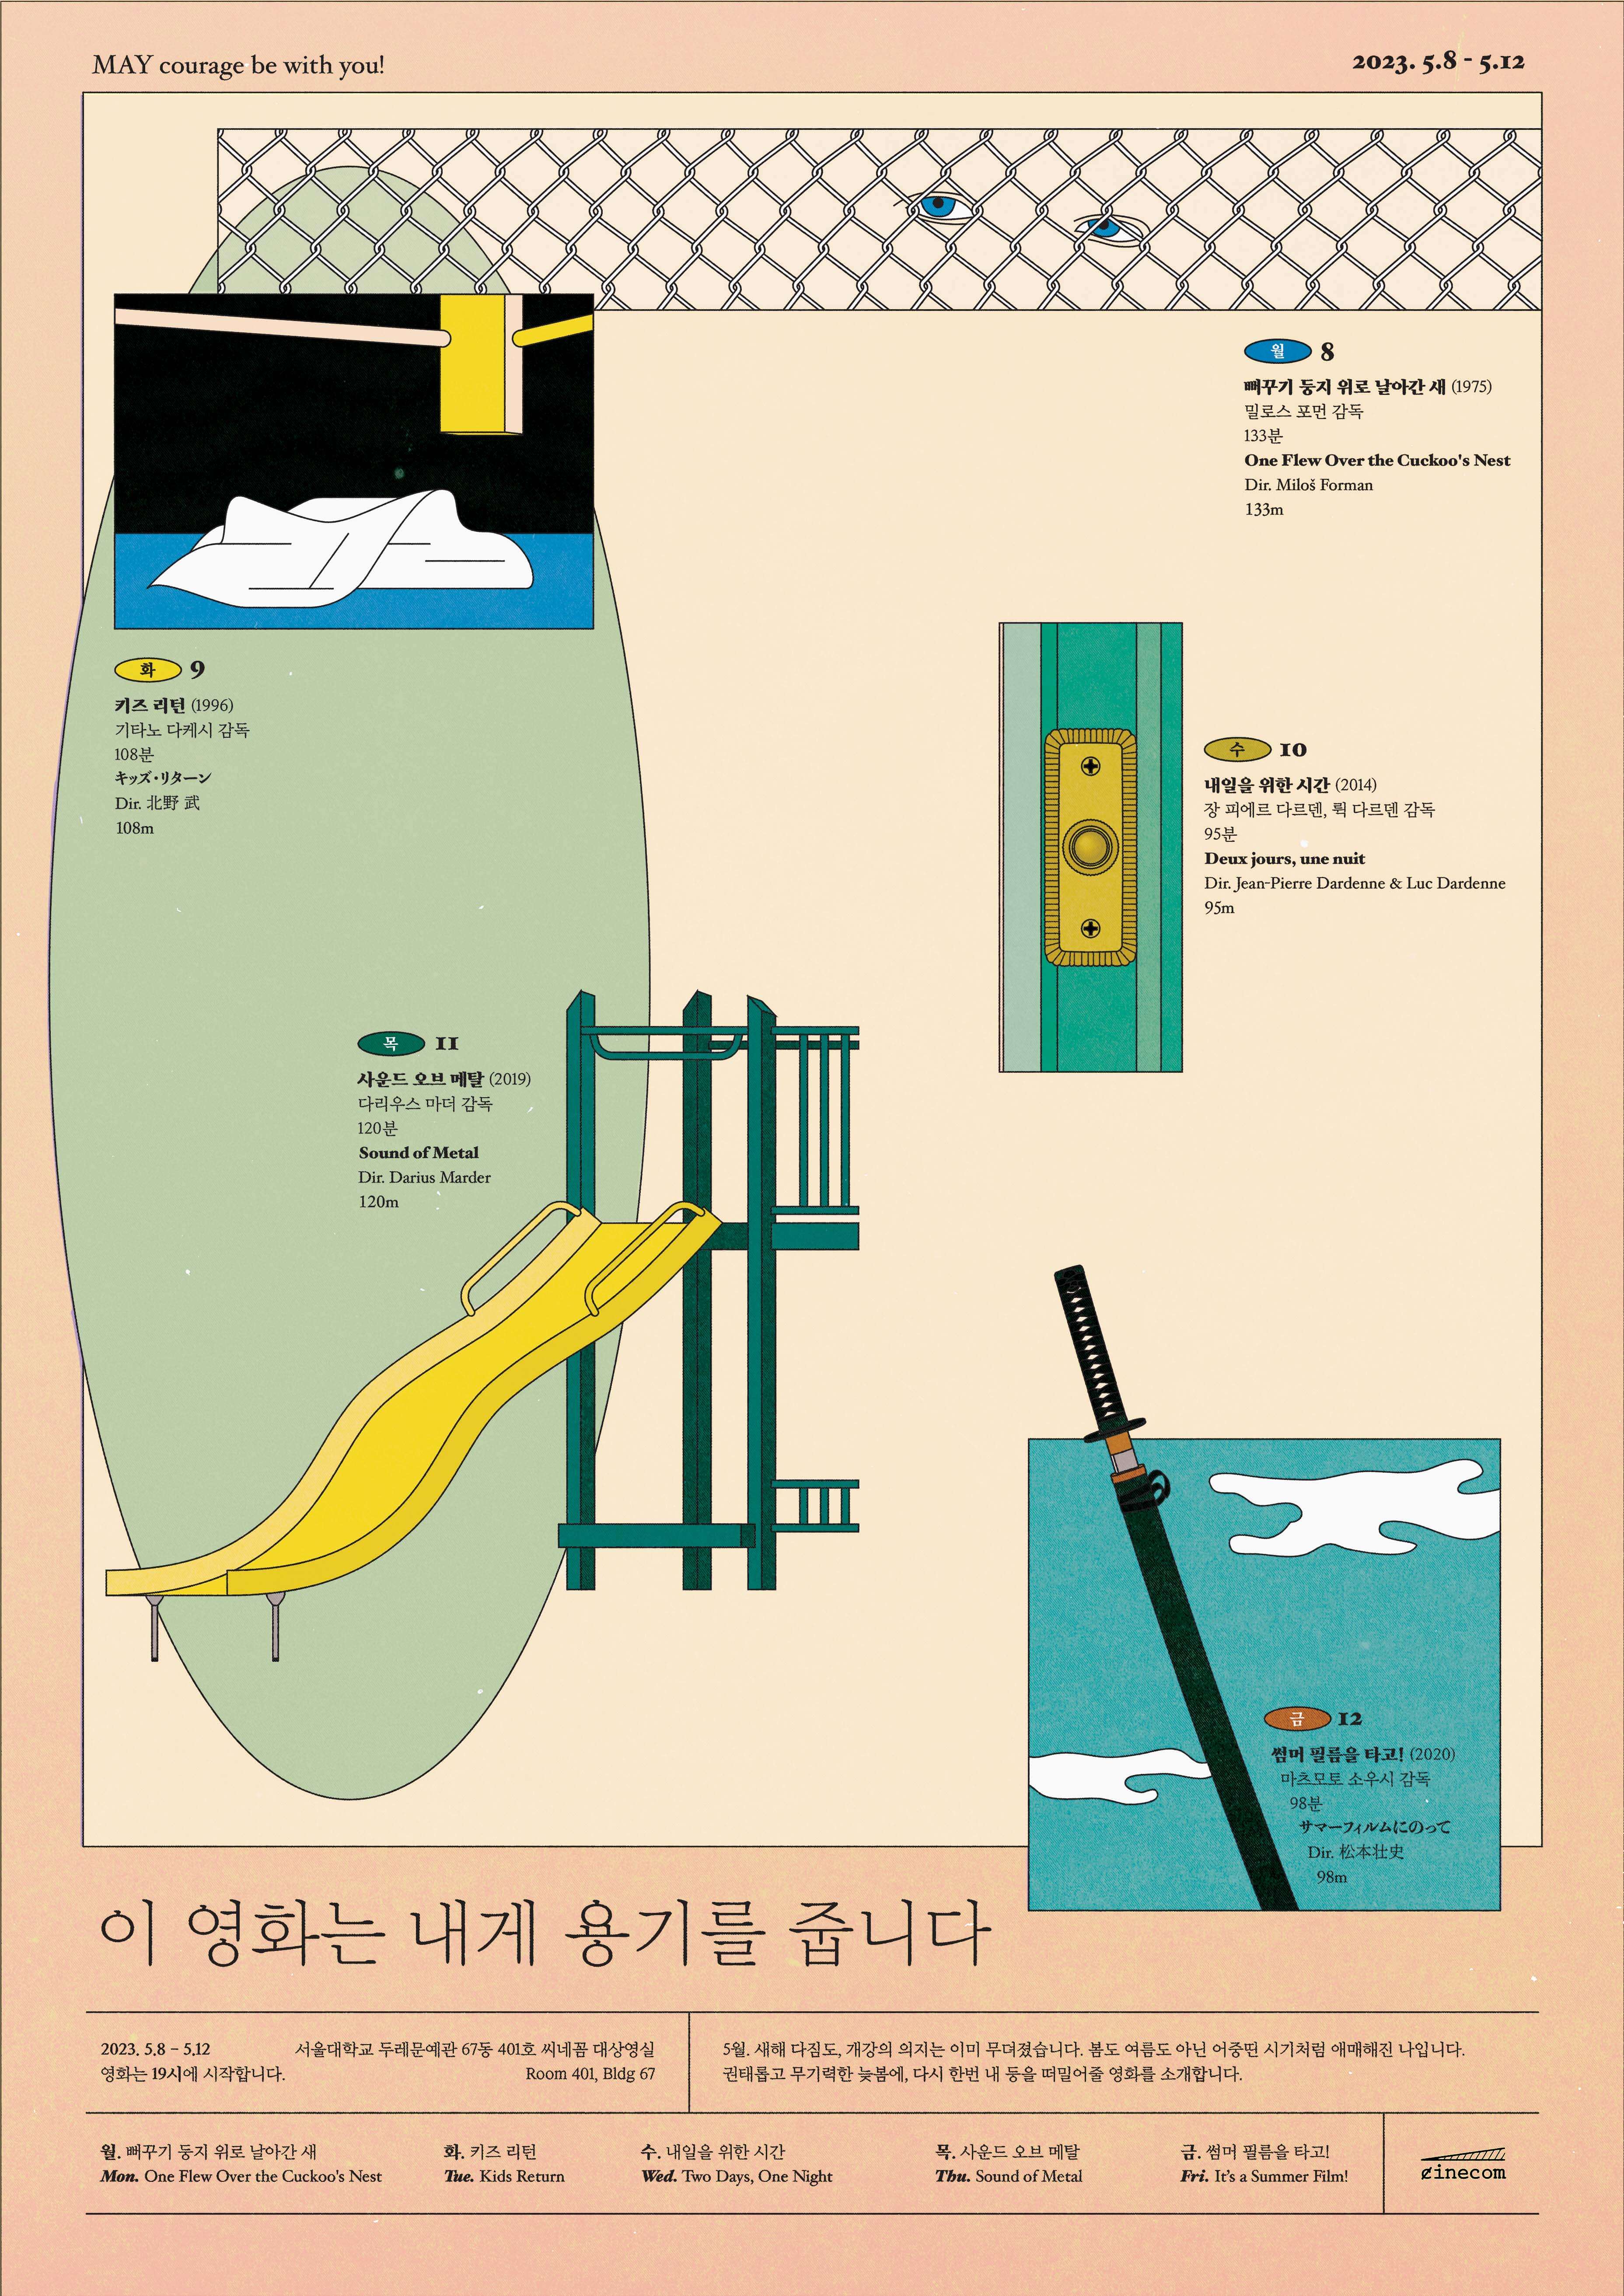 MAY courage be with you!
2023. 5.8 - 5.12
월 8
뻐꾸기 둥지 위로 날아간 새 (1975)
밀로스 포먼 감독
133분
One Flew Over the Cuckoo's Nest
Dir. Miloš Forman
133m
화 9
키즈 리턴 (1996)
기타노 다케시 감독
108분
キッズ・リターン
Dir. 北野 武
108m
수 10
내일을 위한 시간 (2014)
장 피에르 다르덴, 뤽 다르덴 감독
95분
Deux jours, une nuit
Dir. Jean-Pierre Dardenne & Luc Dardenne
95m
목 11
사운드 오브 메탈 (2019)
다리우스 마더 감독
120분
Sound of Metal
Dir. Darius Marder
120m
금 12
썸머 필름을 타고! (2020)
마츠모토 소우시 감독
98분
サマーフィルムにのって
Dir. 松本壮史
98m
이 영화는 내게 용기를 줍니다
2023. 5.8 - 5.12
영화는 19시에 시작합니다.
서울대학교 두레문예관 67동 401호 씨네꼼 대상영실
Room 401, Bldg 67
5월. 새해 다짐도, 개강의 의지는 이미 무뎌졌습니다. 봄도 여름도 아닌 어중띤 시기처럼 애매해진 나입니다.
권태롭고 무기력한 늦봄에, 다시 한번 내 등을 떠밀어줄 영화를 소개합니다.
월. 뻐꾸기 둥지 위로 날아간 새
Mon. One Flew Over the Cuckoo's Nest
화. 키즈 리턴
Tue. Kids Return
수. 내일을 위한 시간
Wed. Two Days, One Night
목. 사운드 오브 메탈
Thu. Sound of Metal
금. 썸머 필름을 타고!
Fri. It's a Summer Film!
cinecom